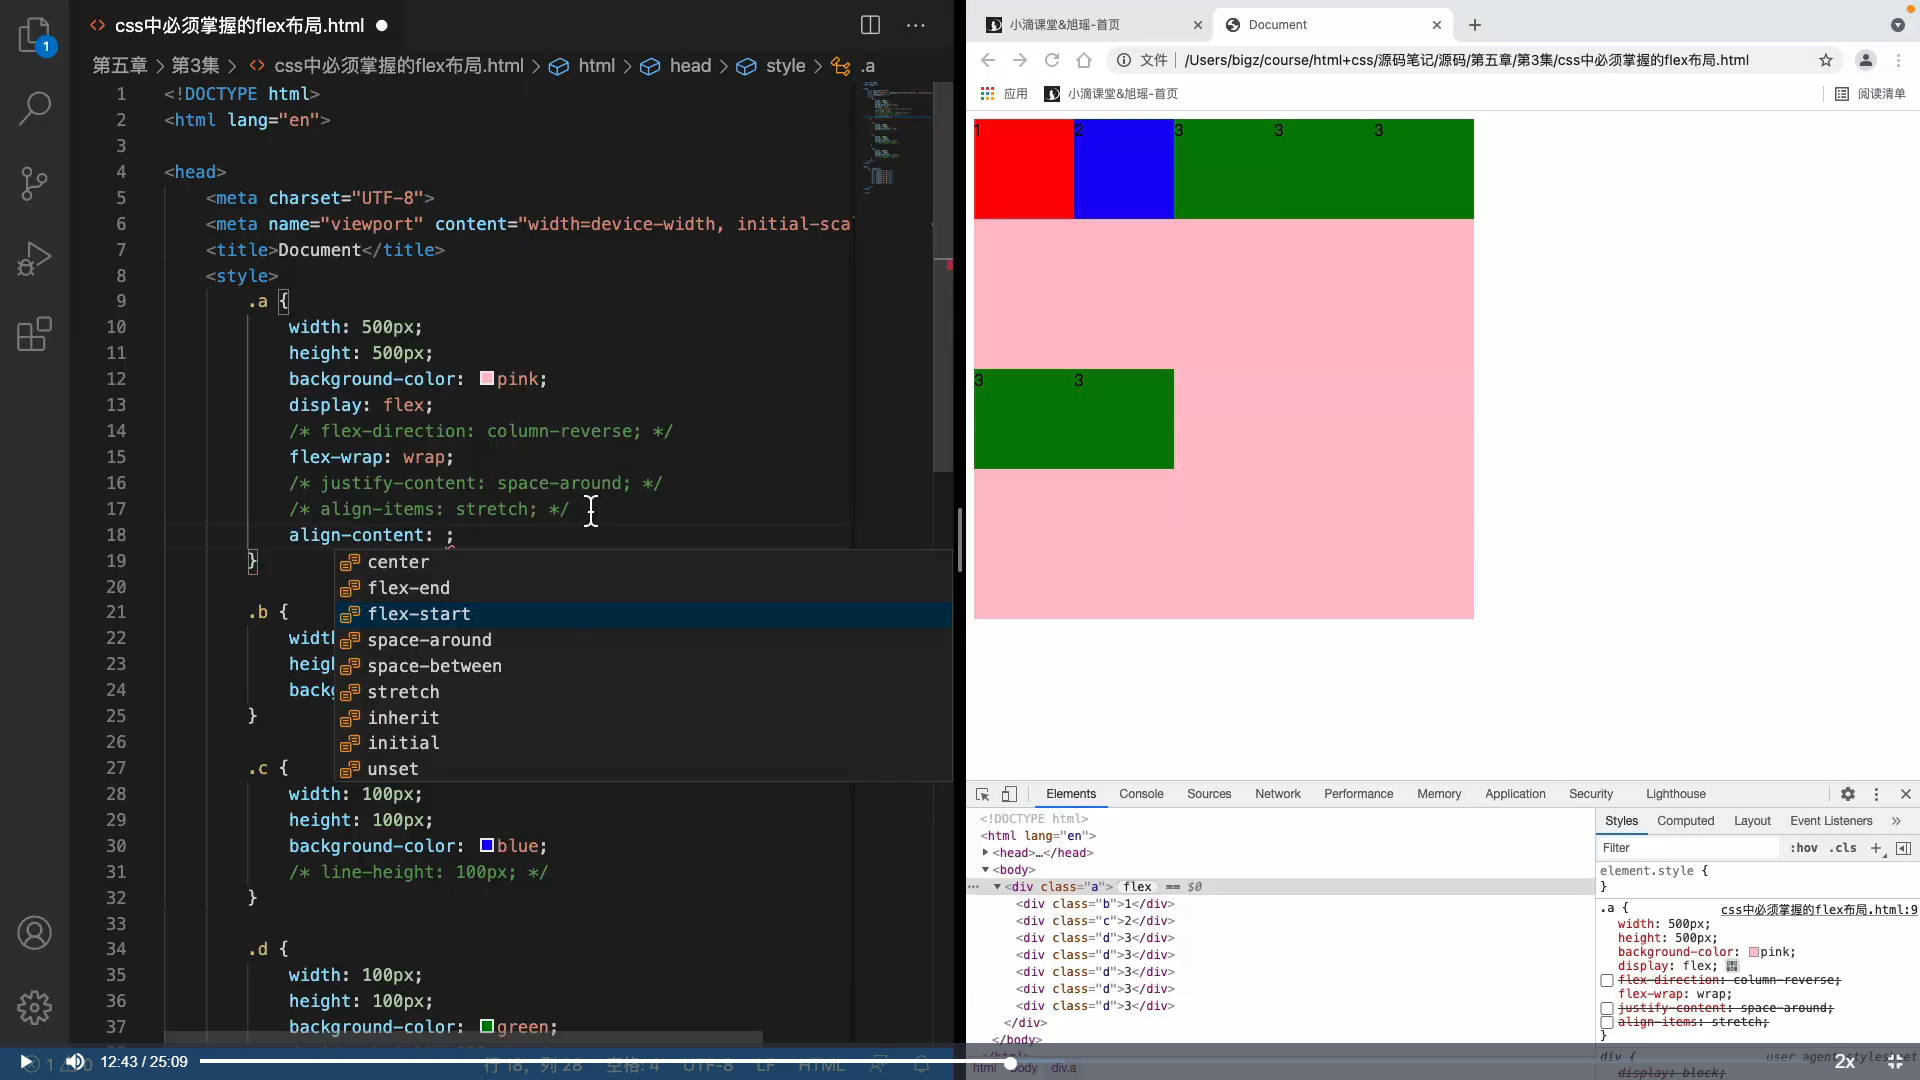 css中必须掌握的flex布局.html
1
第五章 > 第3集 > css中必须掌握的flex布局.html > html > head > style > .a
1 <!DOCTYPE html>
2 <html lang="en">
3
4 <head>
5 <meta charset="UTF-8">
6 <meta name="viewport" content="width=device-width, initial-sca
7 <title>Document</title>
8 <style>
9 .a {
10 width: 500px;
11 height: 500px;
12 background-color: pink;
13 display: flex;
14 /* flex-direction: column-reverse; */
15 flex-wrap: wrap;
16 /* justify-content: space-around; */
17 /* align-items: stretch; */
18 align-content: ;
19 }
center
flex-end
20
flex-start
21 .b {
space-around
22 widt
space-between
23 heig
stretch
24 back
inherit
25 }
initial
26
unset
27 .c {
28 width: 100px;
29 height: 100px;
30 background-color: blue;
31 /* line-height: 100px; */
32 }
33
34 .d {
35 width: 100px;
36 height: 100px;
37 background-color: green;
12:43 / 25:09
行 18, 列 28 空格: 4 UTF-8 LF HTML
小滴课堂&旭瑶-首页
Document
文件 | /Users/bigz/course/html+css/源码笔记/源码/第五章/第3集/css中必须掌握的flex布局.html
应用 小滴课堂&旭瑶-首页 阅读清单
1 2 3 3 3
3 3
Elements Console Sources Network Performance Memory Application Security Lighthouse
<!DOCTYPE html>
<html lang="en">
<head>…</head>
<body>
<div class="a"> flex == $0
<div class="b">1</div>
<div class="c">2</div>
<div class="d">3</div>
<div class="d">3</div>
<div class="d">3</div>
<div class="d">3</div>
<div class="d">3</div>
</div>
</body>
</html>
html body div.a
Styles Computed Layout Event Listeners »
Filter :hov .cls +
element.style {
}
.a { css中必须掌握的flex布局.html:9
width: 500px;
height: 500px;
background-color: pink;
display: flex;
flex-direction: column-reverse;
flex-wrap: wrap;
justify-content: space-around;
align-items: stretch;
}
div { user agent stylesheet
display: block;
2x